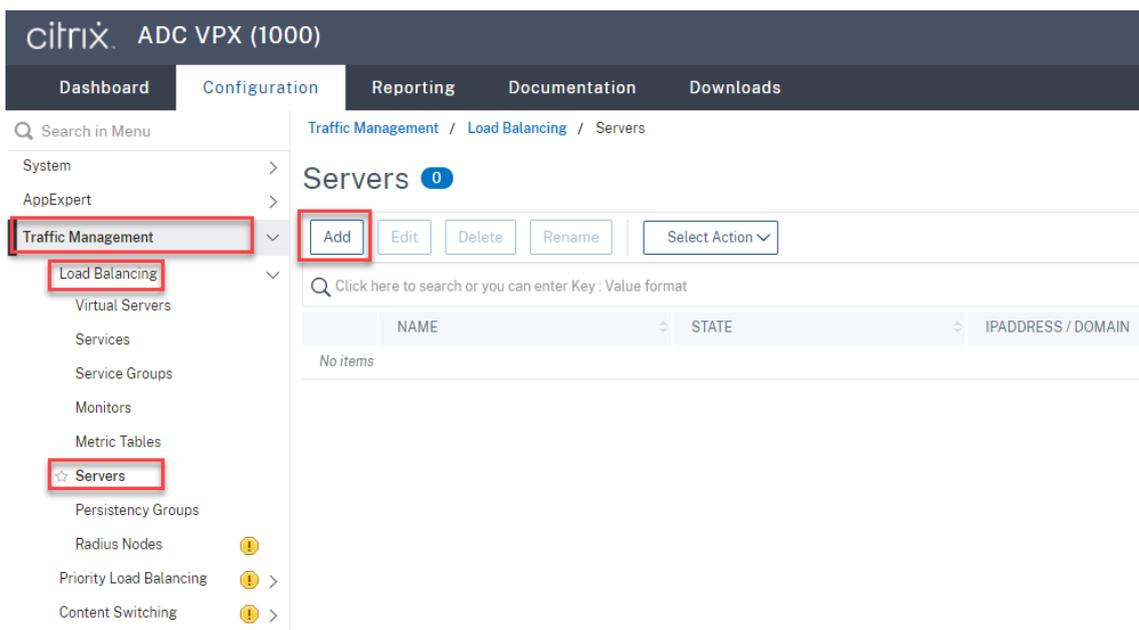 citrix. ADC VPX (1000)
Dashboard Configuration Reporting Documentation Downloads
Search in Menu
Traffic Management / Load Balancing / Servers
System
Servers 0
AppExpert
Traffic Management
Add Edit Delete Rename Select Action
Load Balancing
Click here to search or you can enter Key : Value format
Virtual Servers
NAME STATE IPADDRESS / DOMAIN
Services
No items
Service Groups
Monitors
Metric Tables
Servers
Persistency Groups
Radius Nodes
Priority Load Balancing
Content Switching